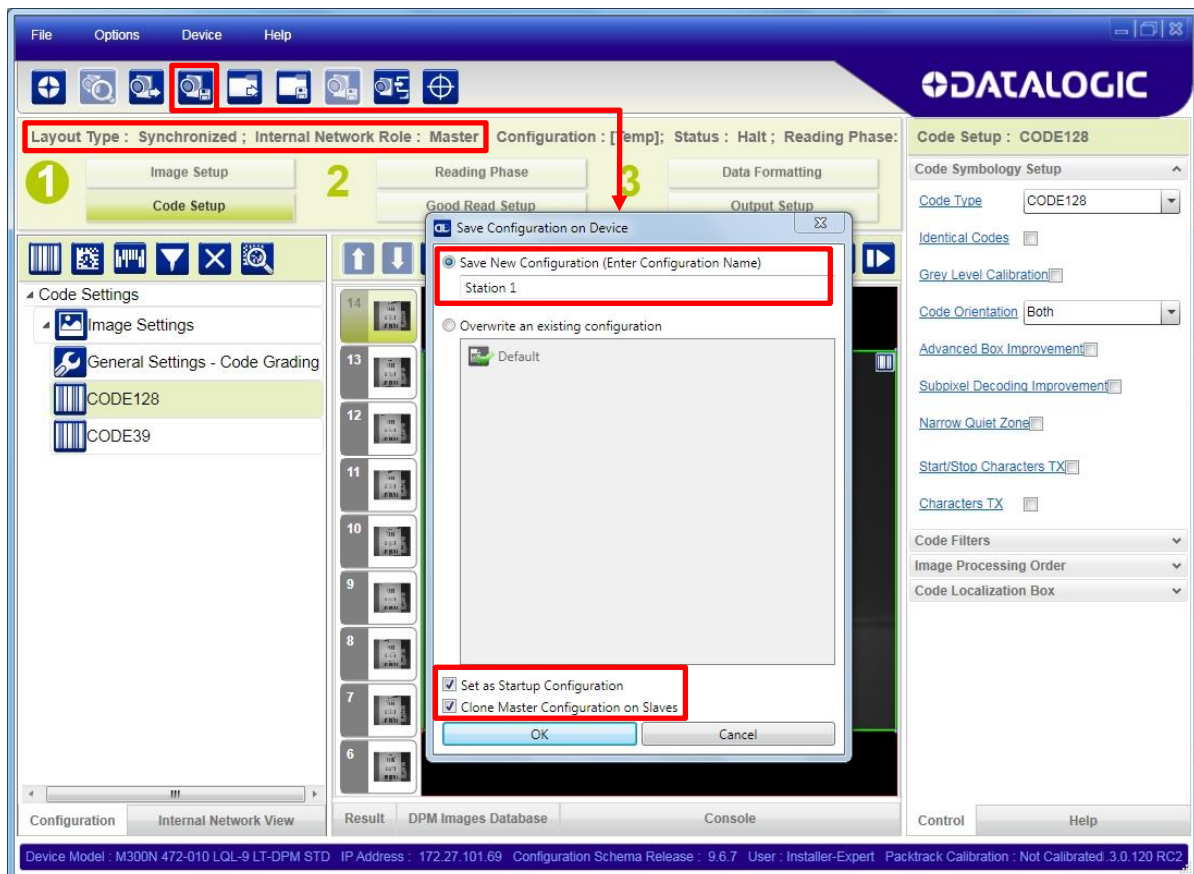 File Options Device Help
DATALOGIC
Layout Type : Synchronized ; Internal Network Role : Master Configuration : [Temp]; Status : Halt ; Reading Phase:
1 Image Setup 2 Reading Phase 3 Data Formatting
Code Setup Good Read Setup Output Setup
Code Settings
Image Settings
General Settings - Code Grading
CODE128
CODE39
Configuration Internal Network View
14
13
12
11
10
9
8
7
6
Save Configuration on Device
Save New Configuration (Enter Configuration Name)
Station 1
Overwrite an existing configuration
Default
Set as Startup Configuration
Clone Master Configuration on Slaves
OK Cancel
Result DPM Images Database Console
Code Setup : CODE128
Code Symbology Setup
Code Type CODE128
Identical Codes
Grey Level Calibration
Code Orientation Both
Advanced Box Improvement
Subpixel Decoding Improvement
Narrow Quiet Zone
Start/Stop Characters TX
Characters TX
Code Filters
Image Processing Order
Code Localization Box
Control Help
Device Model : M300N 472-010 LQL-9 LT-DPM STD IP Address : 172.27.101.69 Configuration Schema Release : 9.6.7 User : Installer-Expert Packtrack Calibration : Not Calibrated .3.0.120 RC2